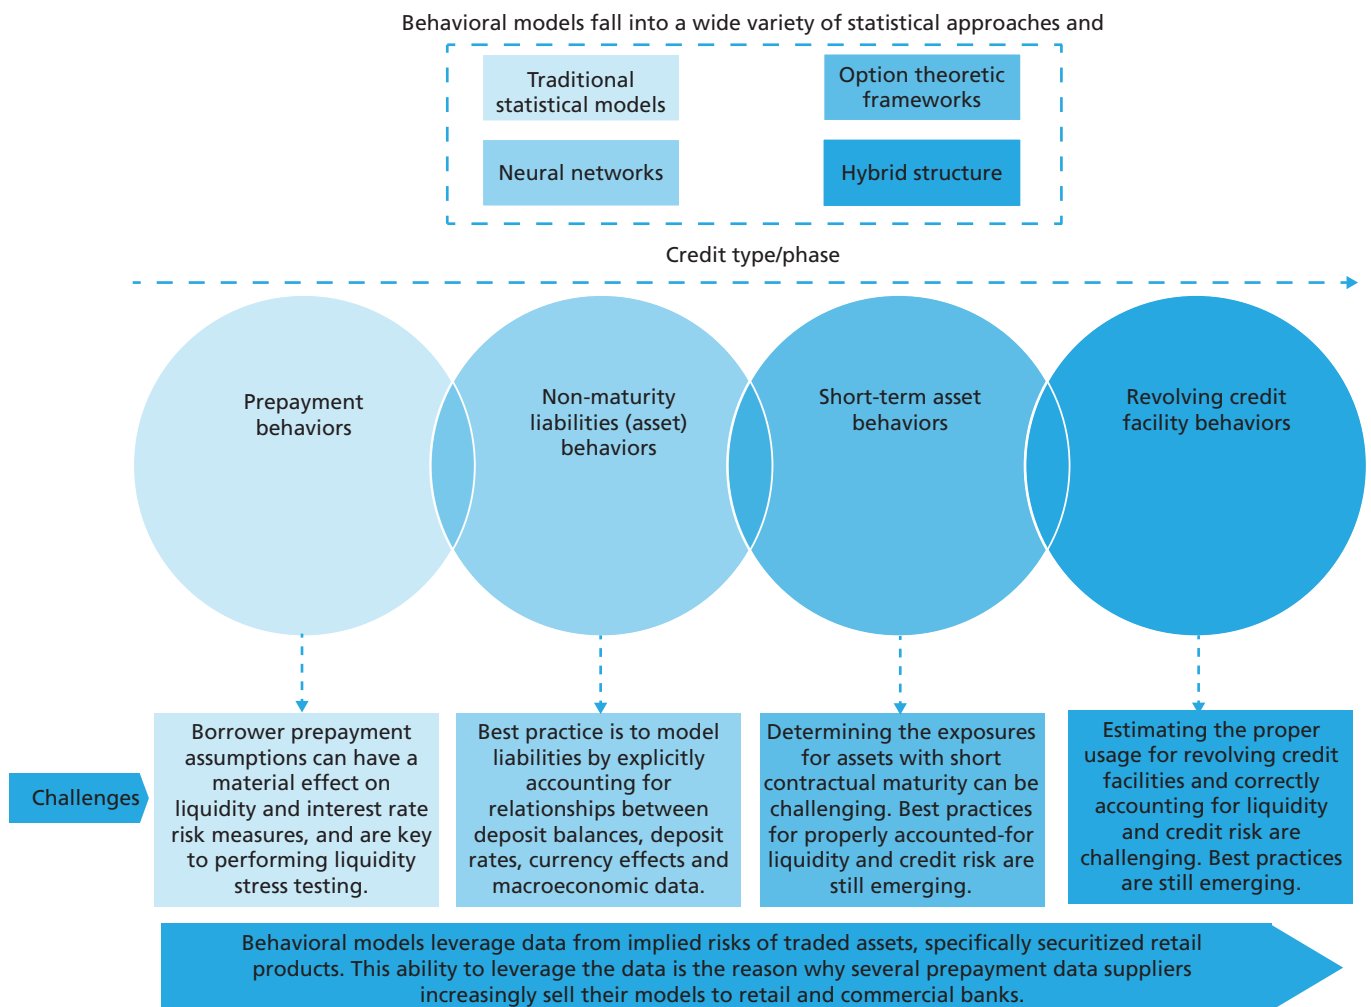 Behavioral models fall into a wide variety of statistical approaches and
Traditional
statistical models
Option theoretic
frameworks
Neural networks
Hybrid structure
Credit type/phase
Prepayment
behaviors
Non-maturity
liabilities (asset)
behaviors
Short-term asset
behaviors
Revolving credit
facility behaviors
Challenges
Borrower prepayment
assumptions can have a
material effect on
liquidity and interest rate
risk measures, and are key
to performing liquidity
stress testing.
Best practice is to model
liabilities by explicitly
accounting for
relationships between
deposit balances, deposit
rates, currency effects and
macroeconomic data.
Determining the exposures
for assets with short
contractual maturity can be
challenging. Best practices
for properly accounted-for
liquidity and credit risk are
still emerging.
Estimating the proper
usage for revolving credit
facilities and correctly
accounting for liquidity
and credit risk are
challenging. Best practices
are still emerging.
Behavioral models leverage data from implied risks of traded assets, specifically securitized retail
products. This ability to leverage the data is the reason why several prepayment data suppliers
increasingly sell their models to retail and commercial banks.